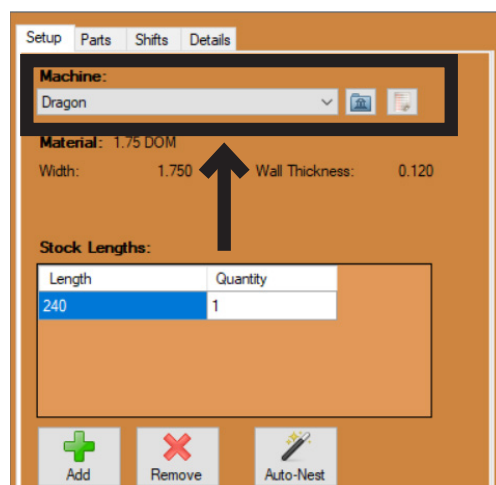 Setup Parts Shifts Details
Machine:
Dragon
Material: 1.75 DOM
Width: 1.750 Wall Thickness: 0.120
Stock Lengths:
Length Quantity
240 1
Add Remove Auto-Nest